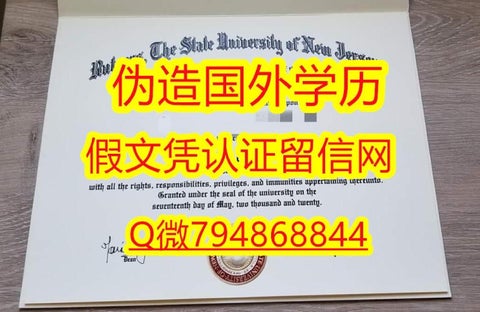 Rutgers, The State University of New Jersey
伪造国外学历
假文凭认证留信网
with all the rights, responsibilities, privileges, and immunities appertaining thereunto.
Granted under the seal of the university on the
seventeenth day of May, two thousand and twenty.
Q微794868844
Dean